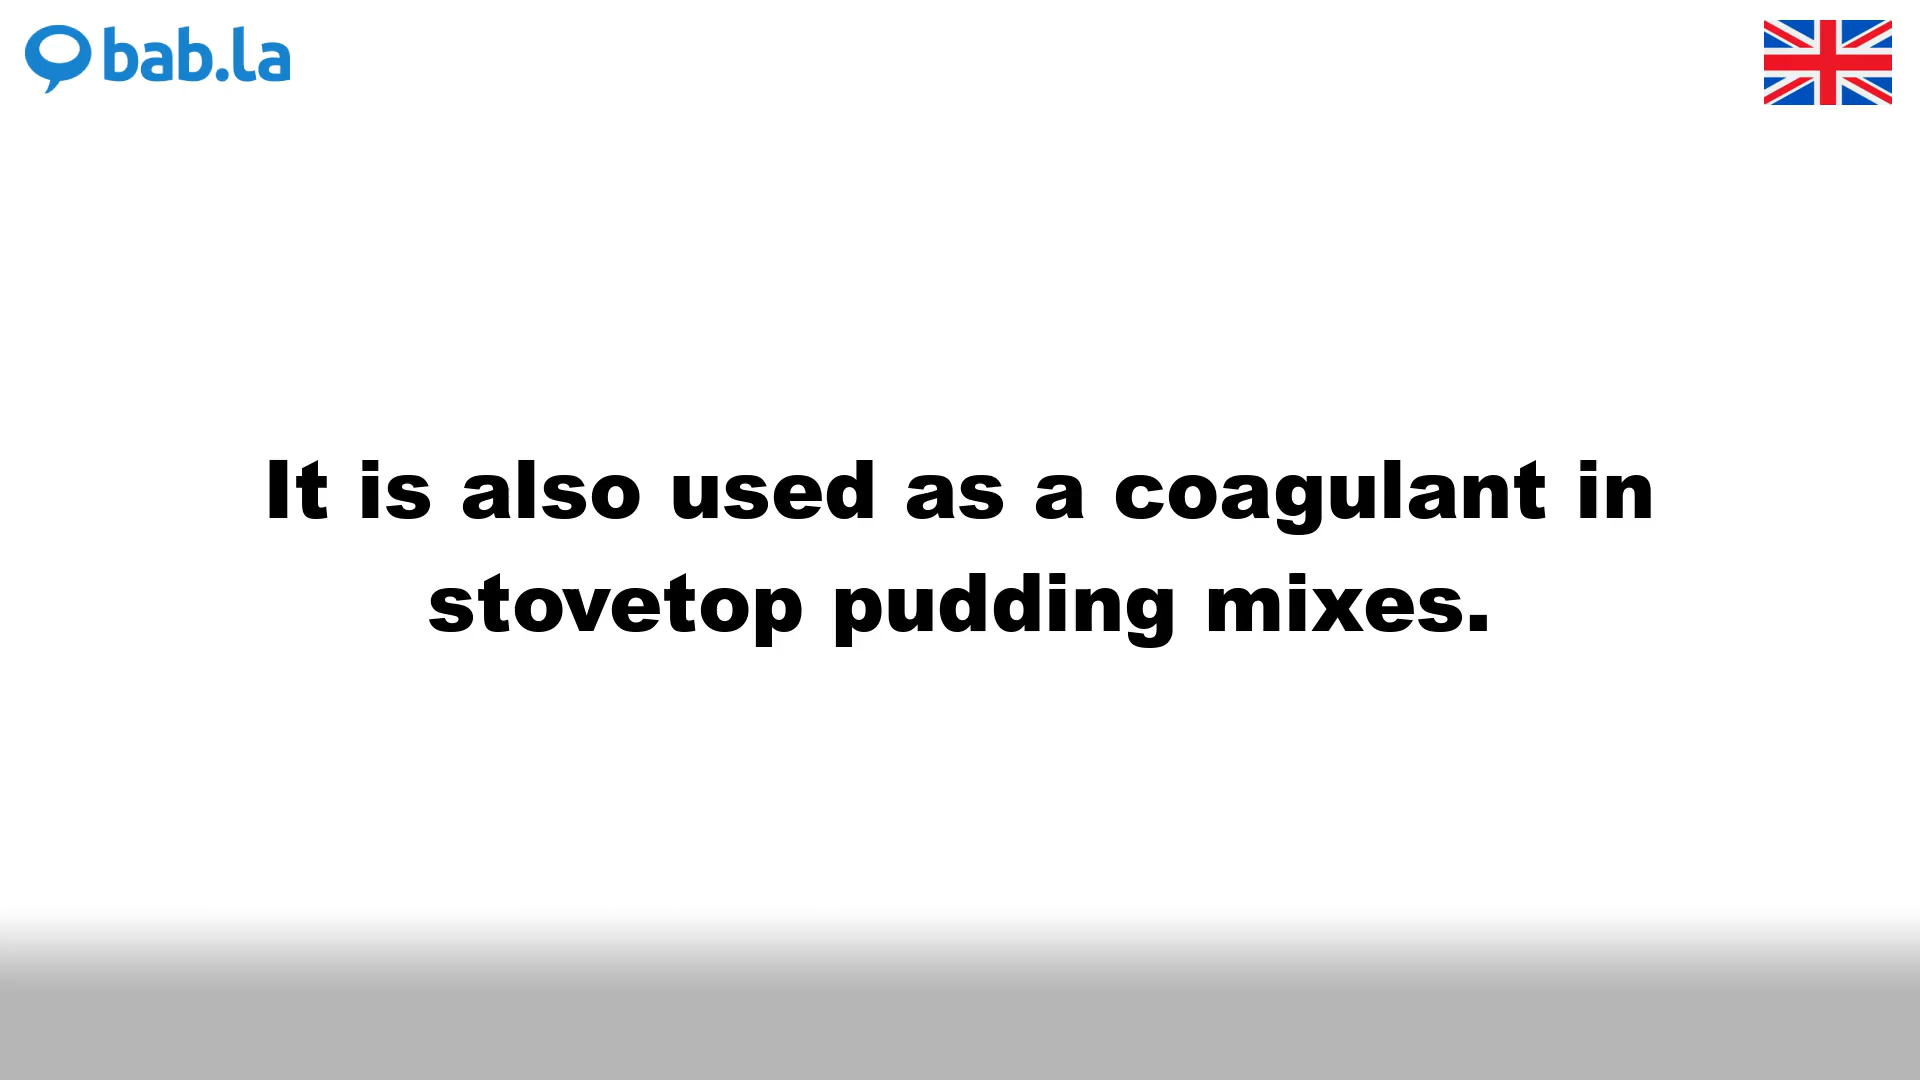 bab.la
It is also used as a coagulant in
stovetop pudding mixes.